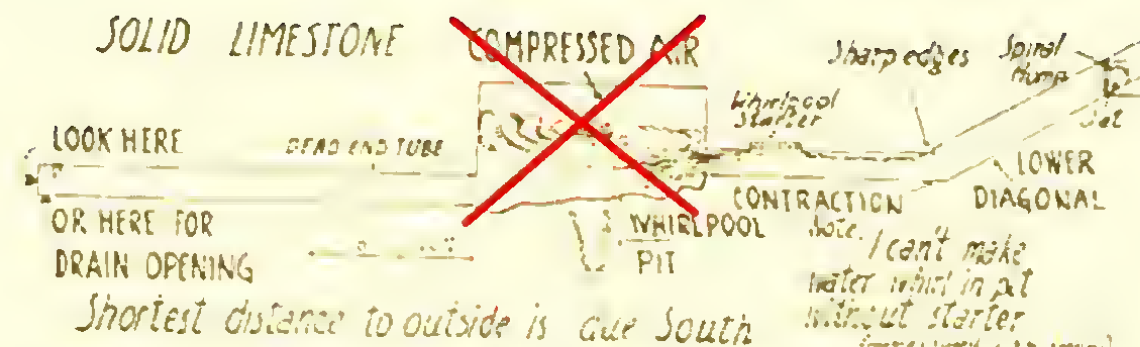 SOLID LIMESTONE
COMPRESSED AIR
Sharp edges
Spiral
Hump
Whirlpool
Starter
LOOK HERE
DEAD END TUBE
LOWER
DIAGONAL
CONTRACTION
OR HERE FOR
DRAIN OPENING
WHIRLPOOL
PIT
Note.
I can't make
water whirl in pit
without starter
Shortest distance to outside is due South